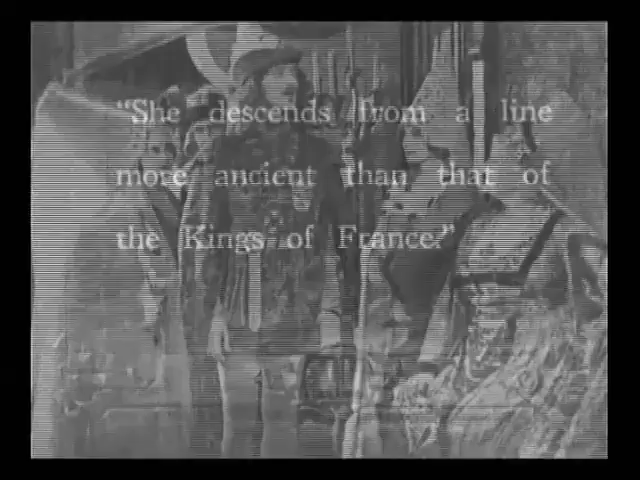 “She descends from a line
more ancient than that of
the Kings of France.”